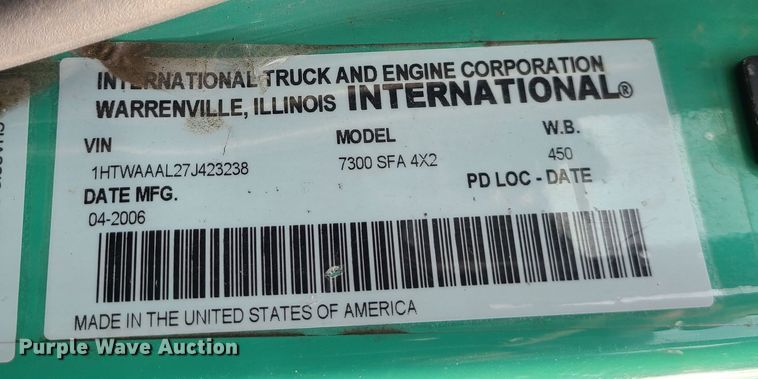 INTERNATIONAL TRUCK AND ENGINE CORPORATION
WARRENVILLE, ILLINOIS INTERNATIONAL®
VIN MODEL W.B.
1HTWAAAL27J423238 7300 SFA 4X2 450
DATE MFG. PD LOC - DATE
04-2006
MADE IN THE UNITED STATES OF AMERICA
Purple Wave Auction